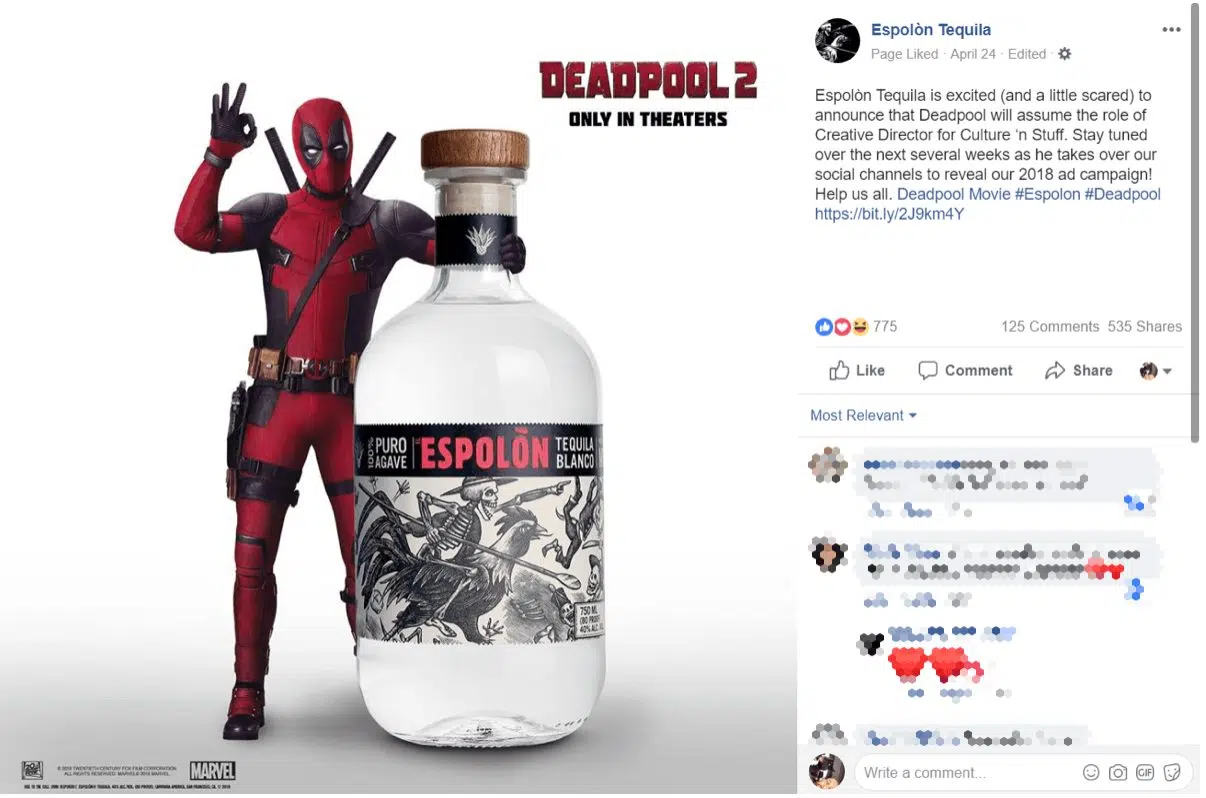 DEADPOOL 2
ONLY IN THEATERS
100% PURO AGAVE
EL ESPOLÒN
TEQUILA BLANCO
750 ML
(80 PROOF)
40% ALC.
© 2018 TWENTIETH CENTURY FOX FILM CORPORATION
ALL RIGHTS RESERVED. MARVEL© 2018 MARVEL.
MARVEL
Espolòn Tequila
Page Liked · April 24 · Edited ·
Espolòn Tequila is excited (and a little scared) to
announce that Deadpool will assume the role of
Creative Director for Culture ‘n Stuff. Stay tuned
over the next several weeks as he takes over our
social channels to reveal our 2018 ad campaign!
Help us all. Deadpool Movie #Espolon #Deadpool
https://bit.ly/2J9km4Y
775 125 Comments 535 Shares
Like Comment Share
Most Relevant
Write a comment...
GIF